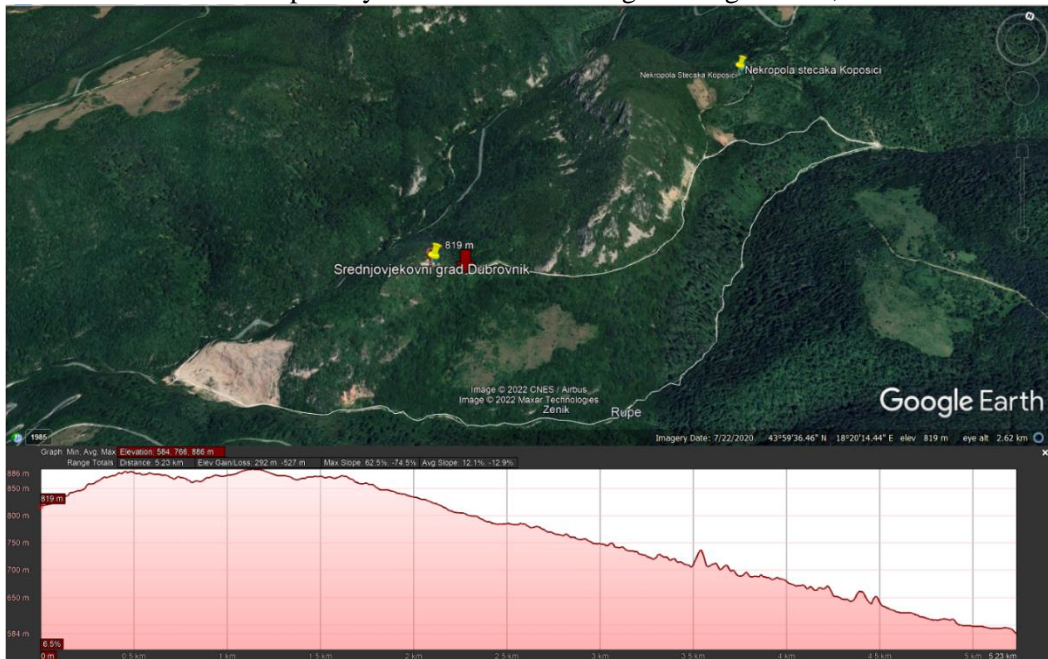 Nekropola Stecaka Koposici
Nekropola stecaka Koposici
819 m
Srednjovjekovni grad Dubrovnik
Image © 2022 CNES / Airbus
Image © 2022 Maxar Technologies
Zenik
Rupe
Google Earth
1985
Imagery Date: 7/22/2020 43°59'36.46" N 18°20'14.44" E elev 819 m eye alt 2.62 km
Graph: Min, Avg, Max Elevation: 584, 766, 886 m
Range Totals: Distance: 5.23 km Elev Gain/Loss: 292 m, -527 m Max Slope: 62.5%, -74.5% Avg Slope: 12.1%, -12.9%
886 m
850 m
819 m
800 m
750 m
700 m
650 m
584 m
6.5%
0 m 0.5 km 1 km 1.5 km 2 km 2.5 km 3 km 3.5 km 4 km 4.5 km 5 km 5.23 km